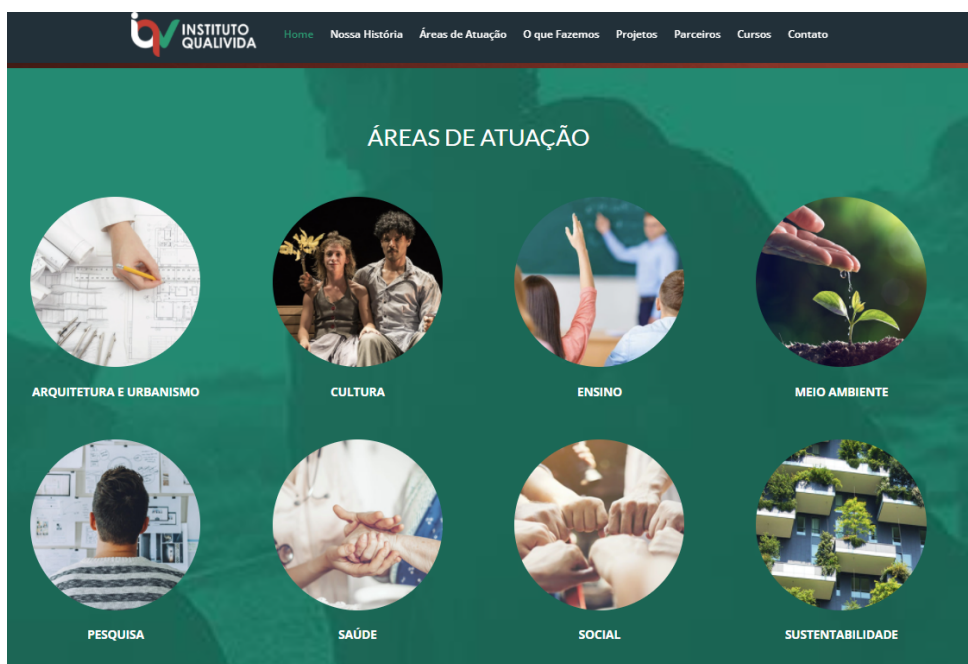 INSTITUTO
QUALIVIDA
Home Nossa História Áreas de Atuação O que Fazemos Projetos Parceiros Cursos Contato
ÁREAS DE ATUAÇÃO
ARQUITETURA E URBANISMO CULTURA ENSINO MEIO AMBIENTE
PESQUISA SAÚDE SOCIAL SUSTENTABILIDADE